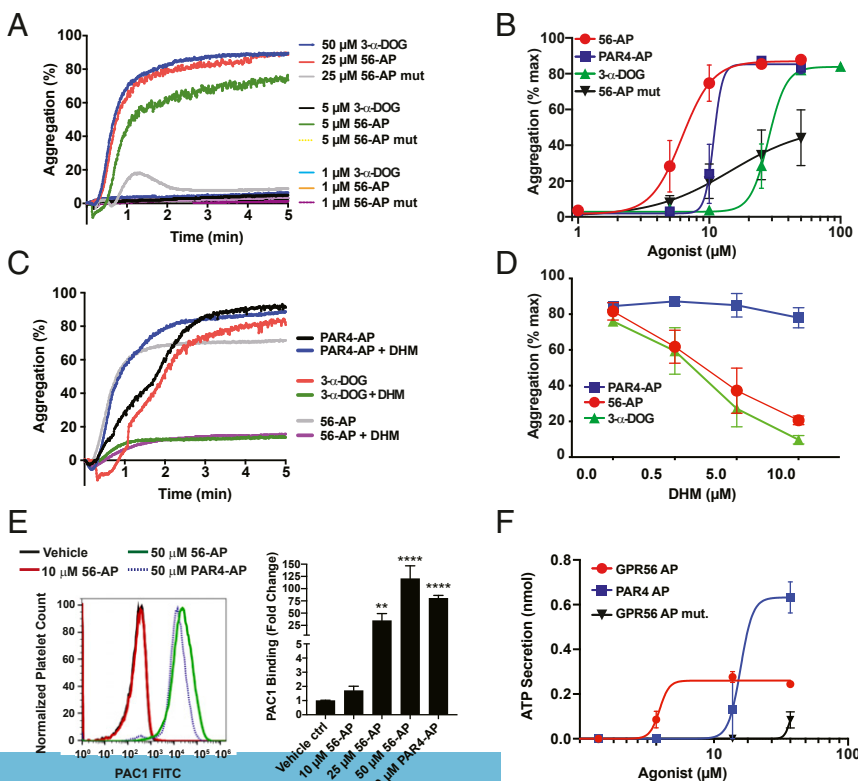 A
Aggregation (%)
100
80
60
40
20
0
1
2
3
4
5
Time (min)
50 μM 3-α-DOG
25 μM 56-AP
25 μM 56-AP mut
5 μM 3-α-DOG
5 μM 56-AP
5 μM 56-AP mut
1 μM 3-α-DOG
1 μM 56-AP
1 μM 56-AP mut
B
Aggregation (% max)
100
80
60
40
20
0
1
10
100
Agonist (μM)
56-AP
PAR4-AP
3-α-DOG
56-AP mut
C
Aggregation (%)
100
80
60
40
20
0
1
2
3
4
5
Time (min)
PAR4-AP
PAR4-AP + DHM
3-α-DOG
3-α-DOG + DHM
56-AP
56-AP + DHM
D
Aggregation (% max)
100
80
60
40
20
0
PAR4-AP
56-AP
3-α-DOG
0.0
0.5
5.0
10.0
DHM (μM)
E
Vehicle
10 μM 56-AP
50 μM 56-AP
50 μM PAR4-AP
Normalized Platelet Count
100
80
60
40
20
0
10⁰ 10¹ 10² 10³ 10⁴ 10⁵ 10⁶
PAC1 FITC
PAC1 Binding (Fold Change)
150
125
100
75
50
25
6
4
2
0
**
****
****
Vehicle ctrl
10 μM 56-AP
25 μM 56-AP
50 μM 56-AP
μM PAR4-AP
F
ATP Secretion (nmol)
0.8
0.6
0.4
0.2
0.0
10
100
Agonist (μM)
GPR56 AP
PAR4 AP
GPR56 AP mut.